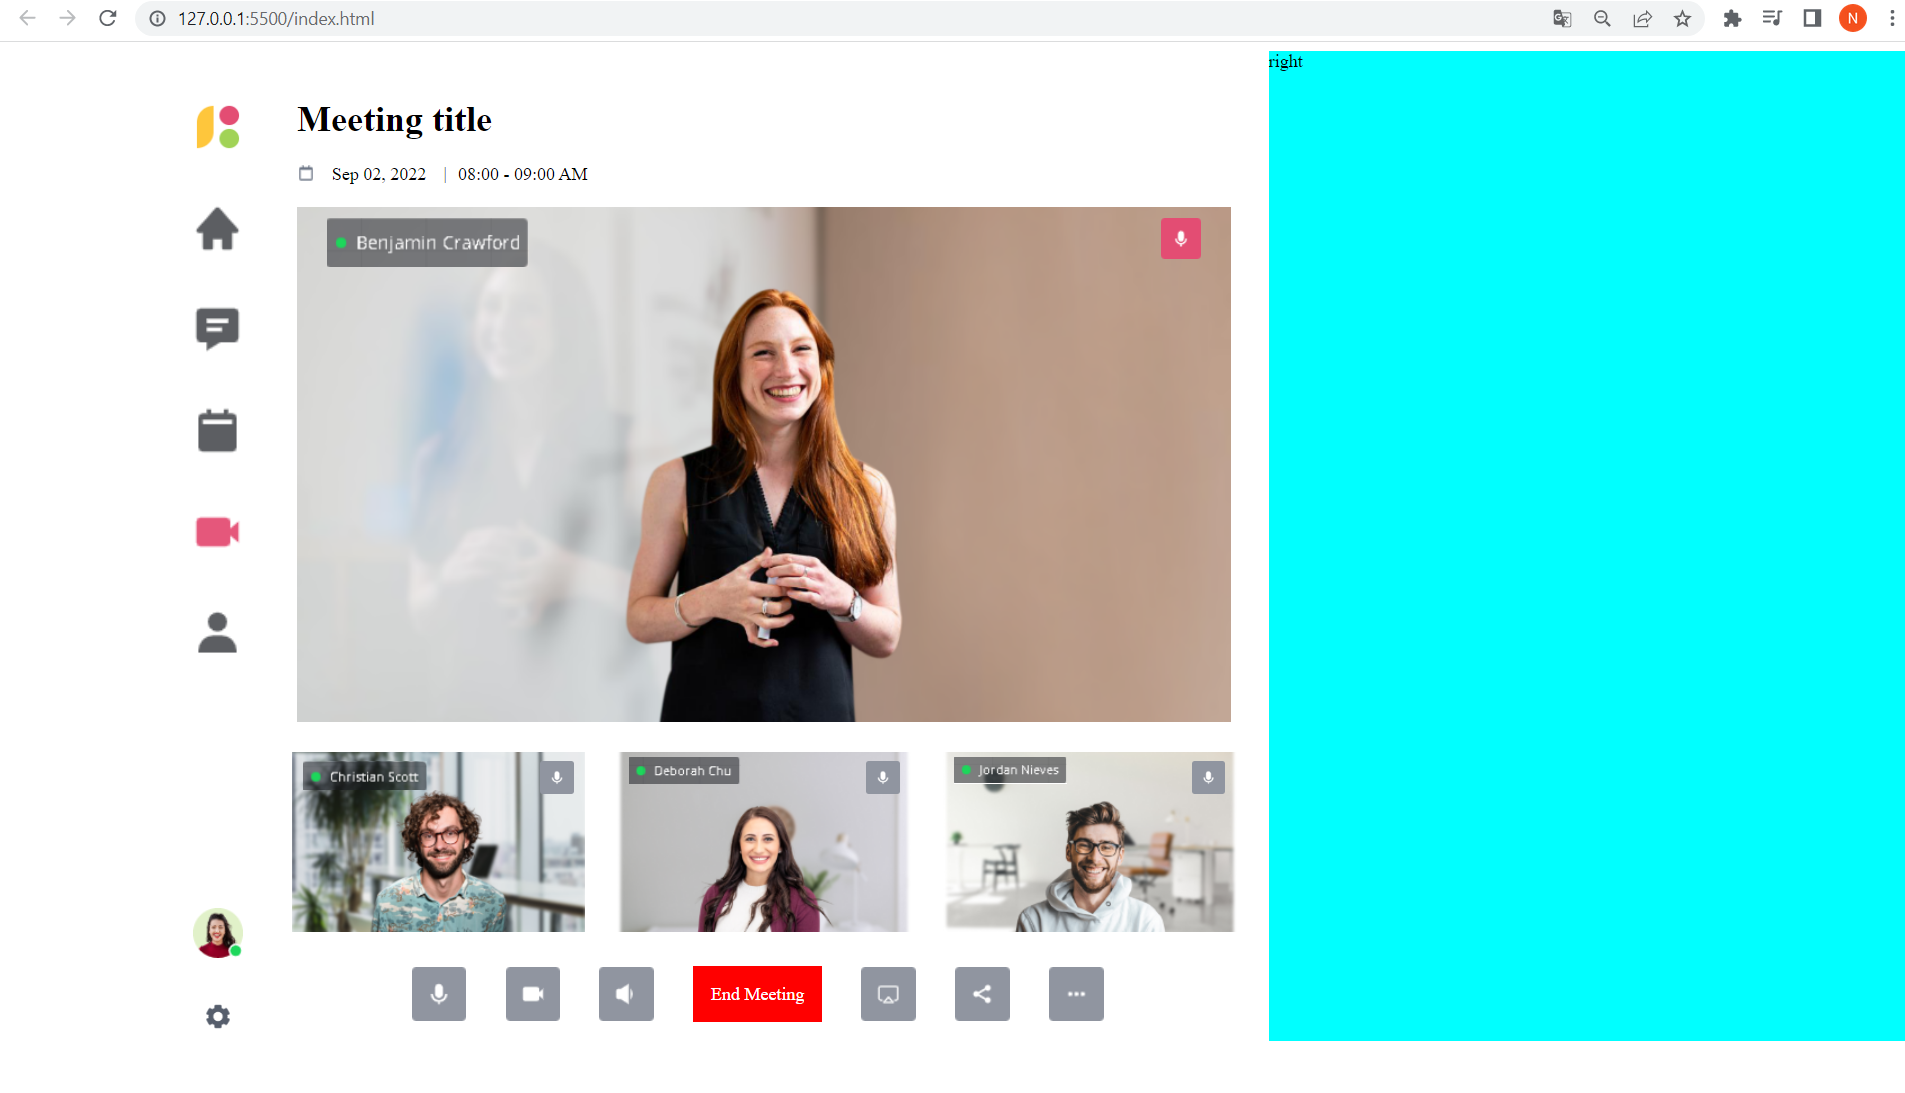 127.0.0.1:5500/index.html
N
right
Meeting title
Sep 02, 2022 | 08:00 - 09:00 AM
Benjamin Crawford
Christian Scott
Deborah Chu
Jordan Nieves
End Meeting